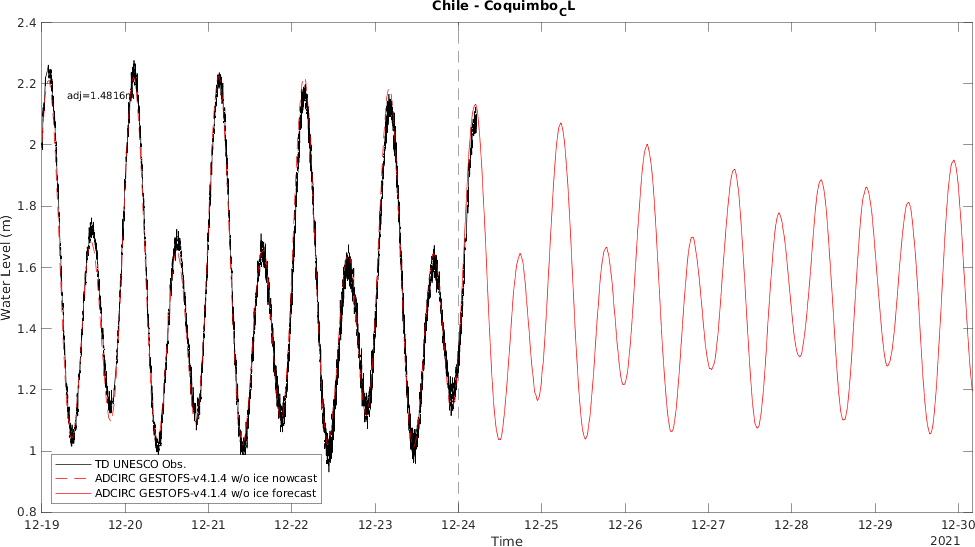 Chile - Coquimbo_CL
2.4
2.2
2
1.8
1.6
1.4
1.2
1
0.8
Water Level (m)
adj=1.4816m
TD UNESCO Obs.
ADCIRC GESTOFS-v4.1.4 w/o ice nowcast
ADCIRC GESTOFS-v4.1.4 w/o ice forecast
12-19 12-20 12-21 12-22 12-23 12-24 12-25 12-26 12-27 12-28 12-29 12-30
Time
2021